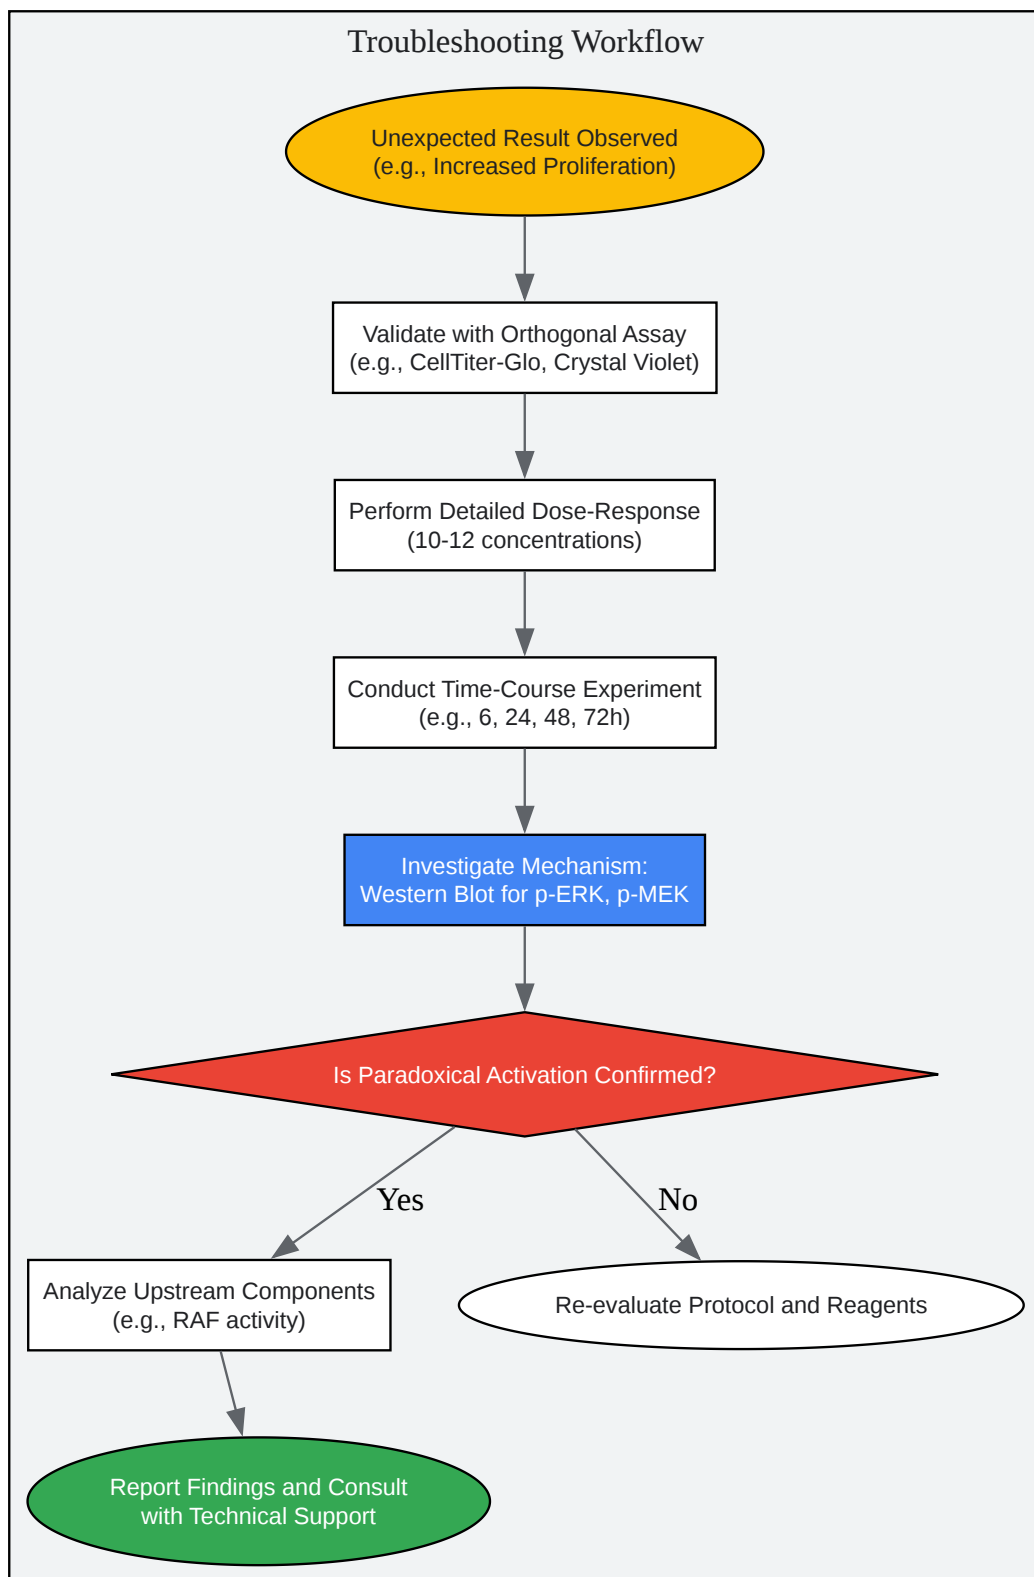 Troubleshooting Workflow
Unexpected Result Observed
(e.g., Increased Proliferation)
Validate with Orthogonal Assay
(e.g., CellTiter-Glo, Crystal Violet)
Perform Detailed Dose-Response
(10-12 concentrations)
Conduct Time-Course Experiment
(e.g., 6, 24, 48, 72h)
Investigate Mechanism:
Western Blot for p-ERK, p-MEK
Is Paradoxical Activation Confirmed?
Yes
No
Analyze Upstream Components
(e.g., RAF activity)
Re-evaluate Protocol and Reagents
Report Findings and Consult
with Technical Support